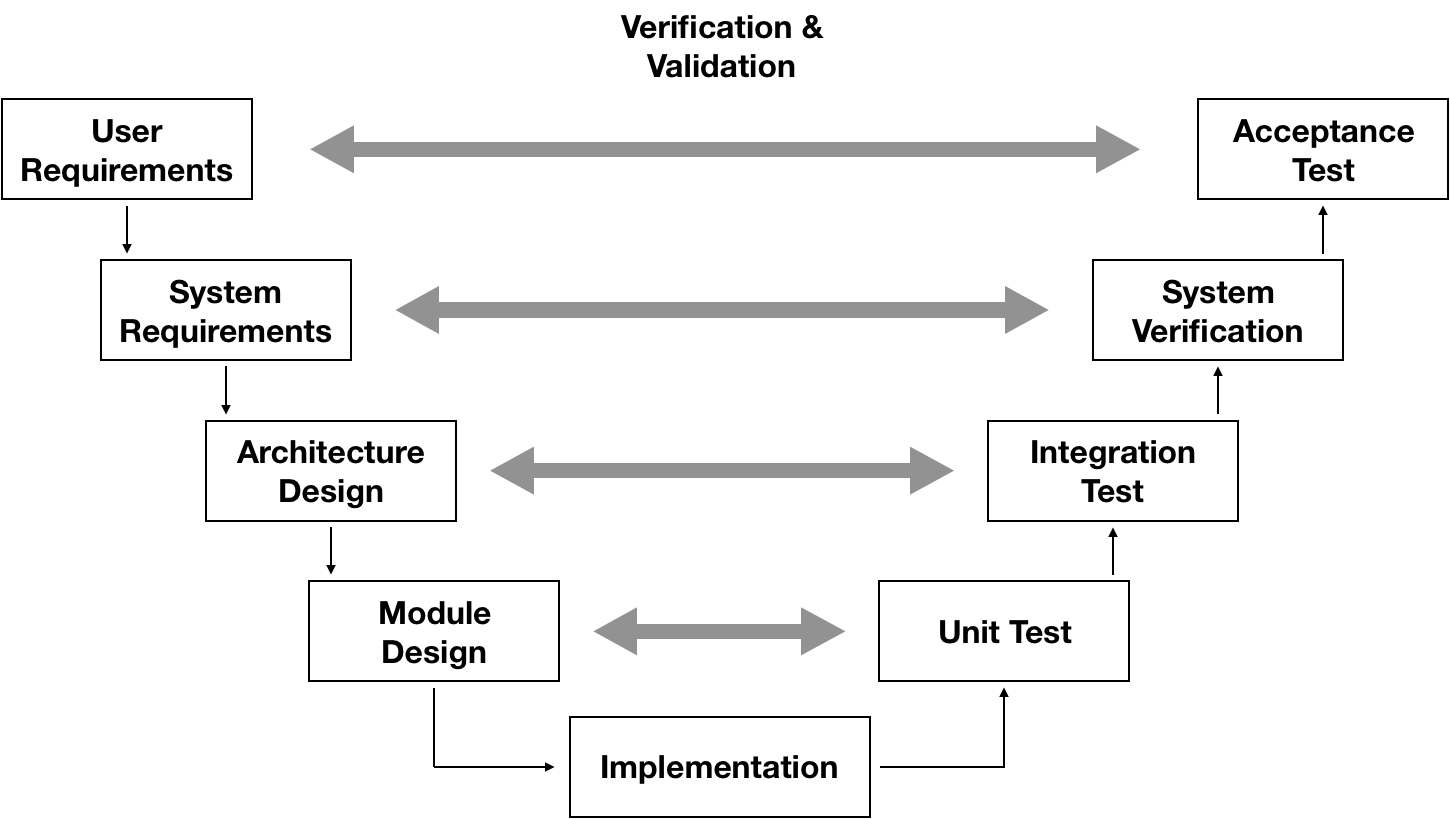 Verification &
Validation
User
Requirements
Acceptance
Test
System
Requirements
System
Verification
Architecture
Design
Integration
Test
Module
Design
Unit Test
Implementation